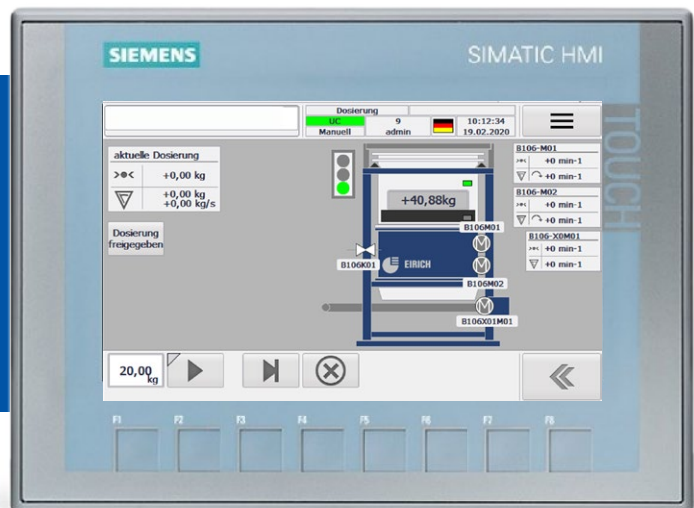 SIEMENS
SIMATIC HMI
TOUCH
Dosierung
UC
9
10:12:34
Manuell
admin
19.02.2020
aktuelle Dosierung
+0,00 kg
+0,00 kg
+0,00 kg/s
Dosierung
freigegeben
+40,88kg
B106M01
B106K01
EIRICH
B106M02
B106X01M01
B106-M01
+0 min-1
+0 min-1
B106-M02
+0 min-1
+0 min-1
B106-X0M01
+0 min-1
+0 min-1
20,00
kg
F1
F2
F3
F4
F5
F6
F7
F8